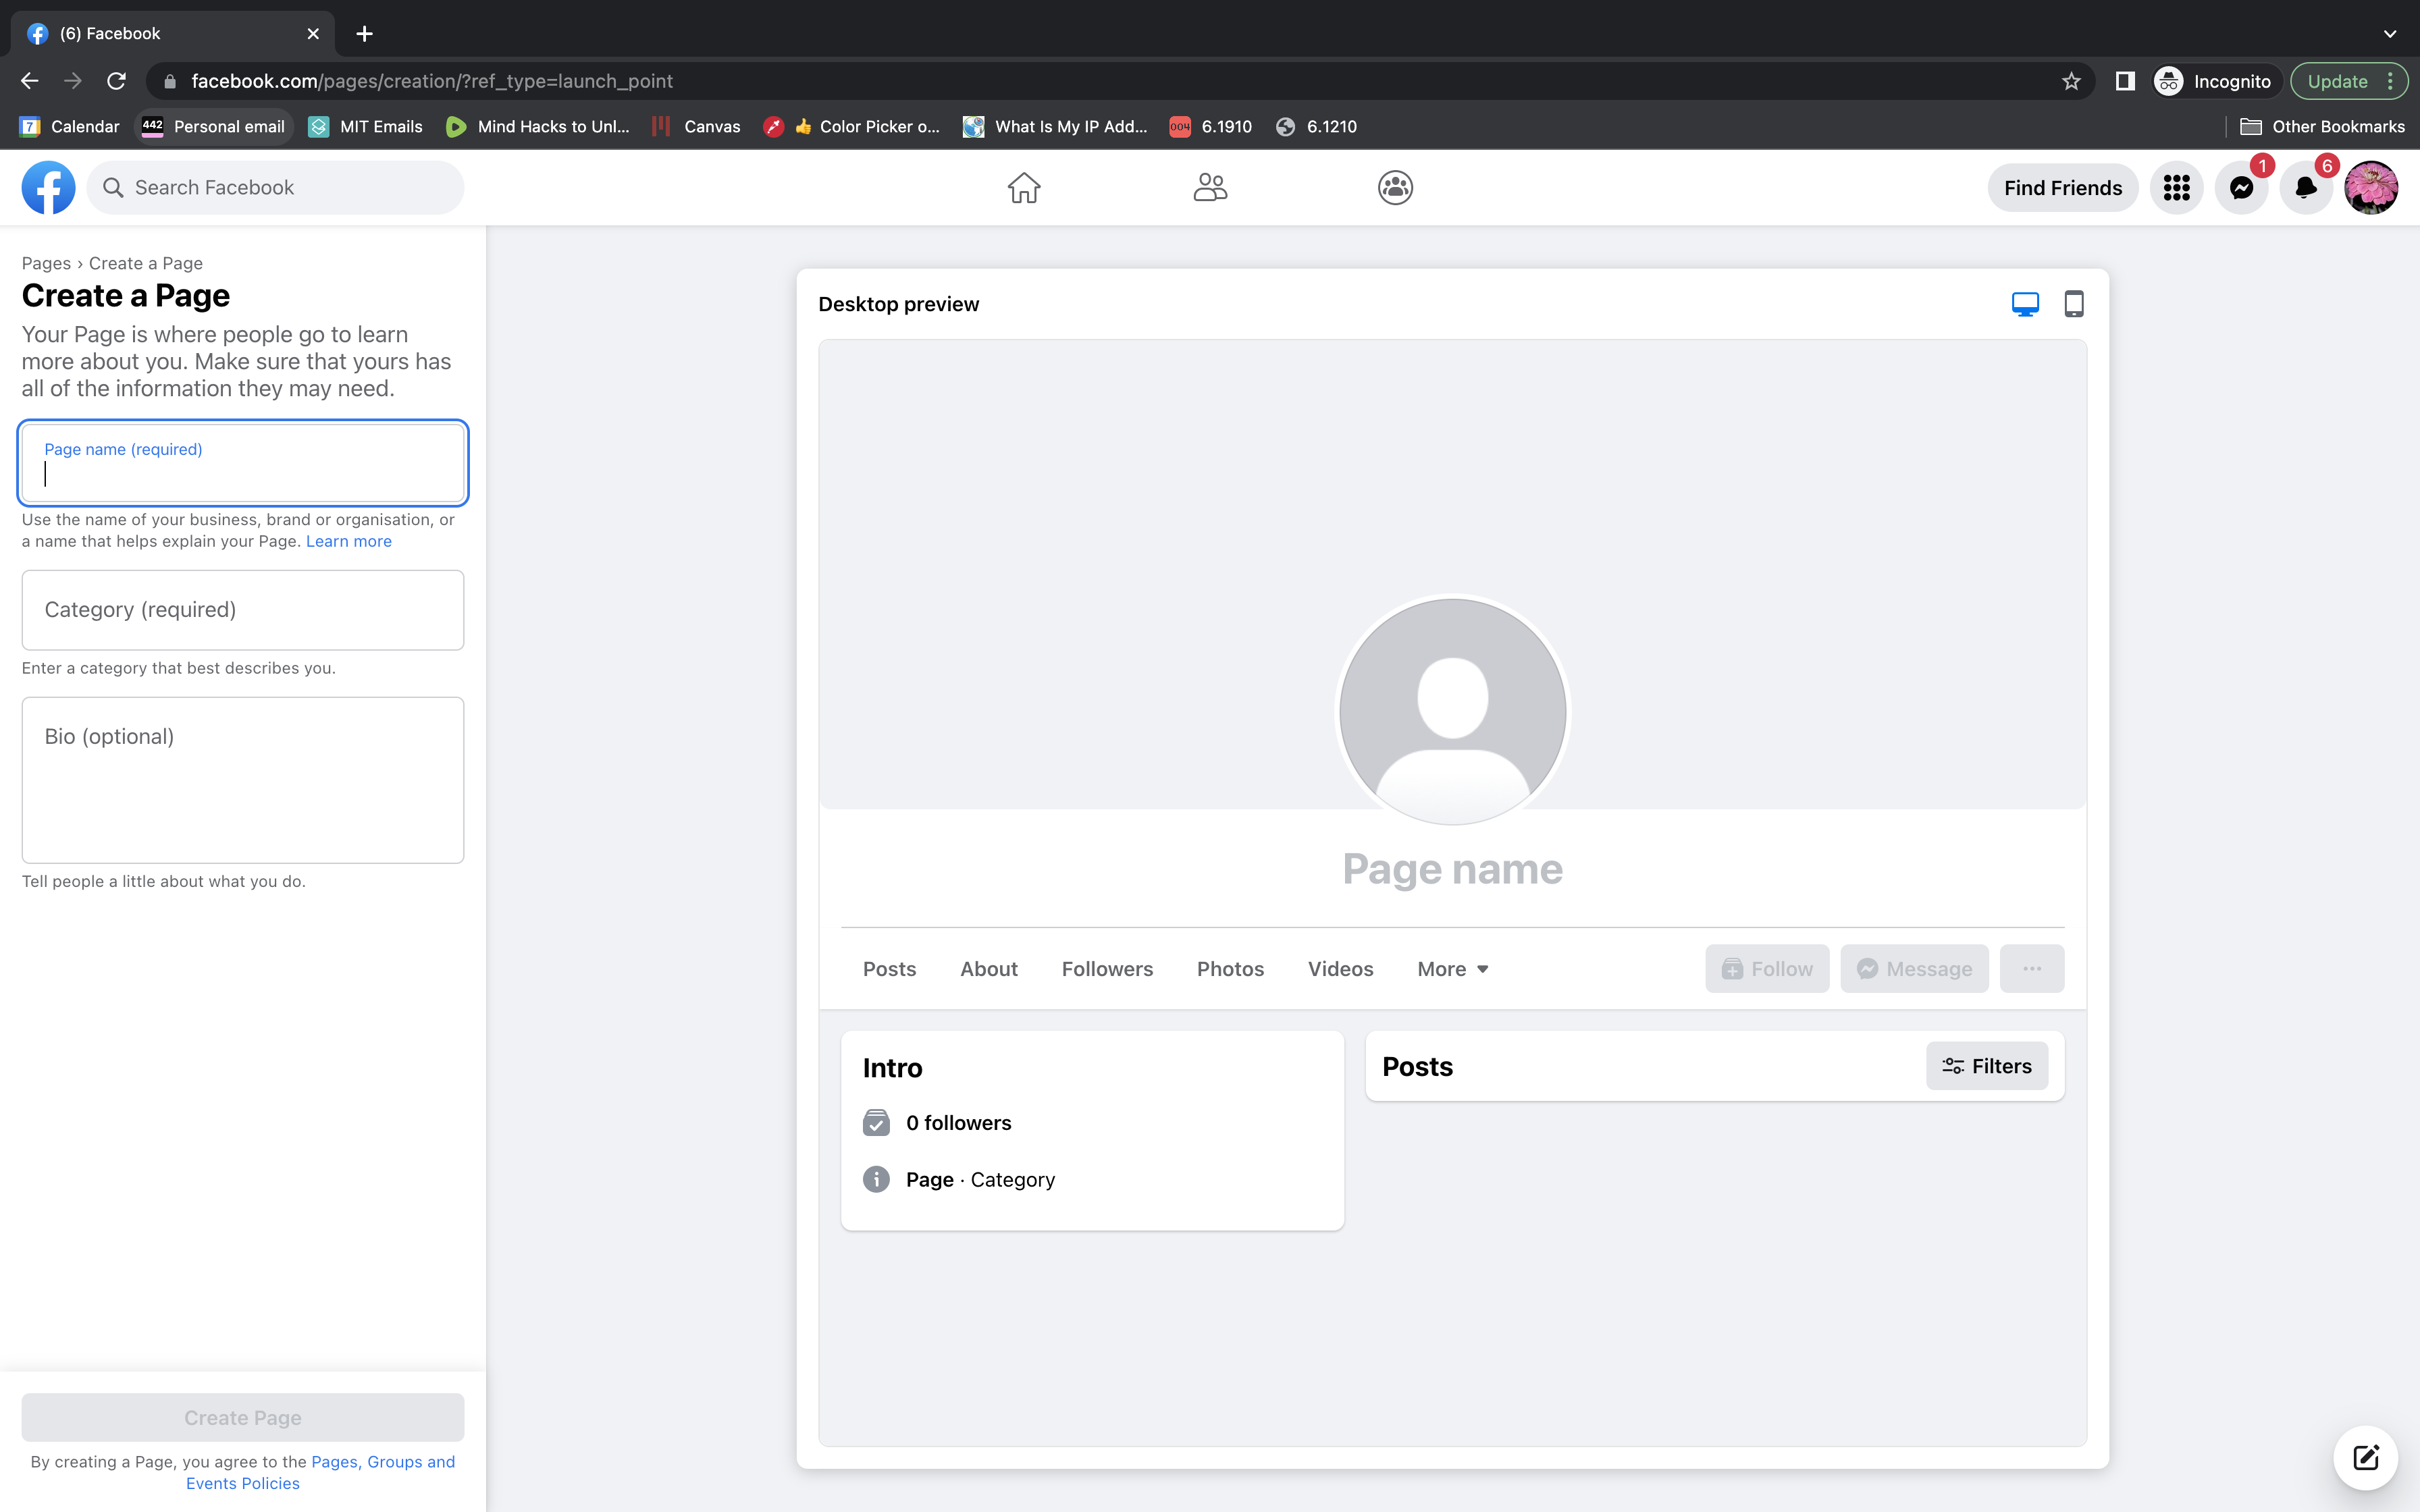 (6) Facebook
facebook.com/pages/creation/?ref_type=launch_point
Incognito
Update
7 Calendar
442 Personal email
MIT Emails
Mind Hacks to Unl...
Canvas
👍 Color Picker o...
What Is My IP Add...
004 6.1910
6.1210
Other Bookmarks
Search Facebook
Find Friends
1
6
Pages › Create a Page
Create a Page
Your Page is where people go to learn
more about you. Make sure that yours has
all of the information they may need.
Page name (required)
Use the name of your business, brand or organisation, or
a name that helps explain your Page. Learn more
Category (required)
Enter a category that best describes you.
Bio (optional)
Tell people a little about what you do.
Create Page
By creating a Page, you agree to the Pages, Groups and
Events Policies
Desktop preview
Page name
Posts
About
Followers
Photos
Videos
More
Follow
Message
Intro
0 followers
Page · Category
Posts
Filters